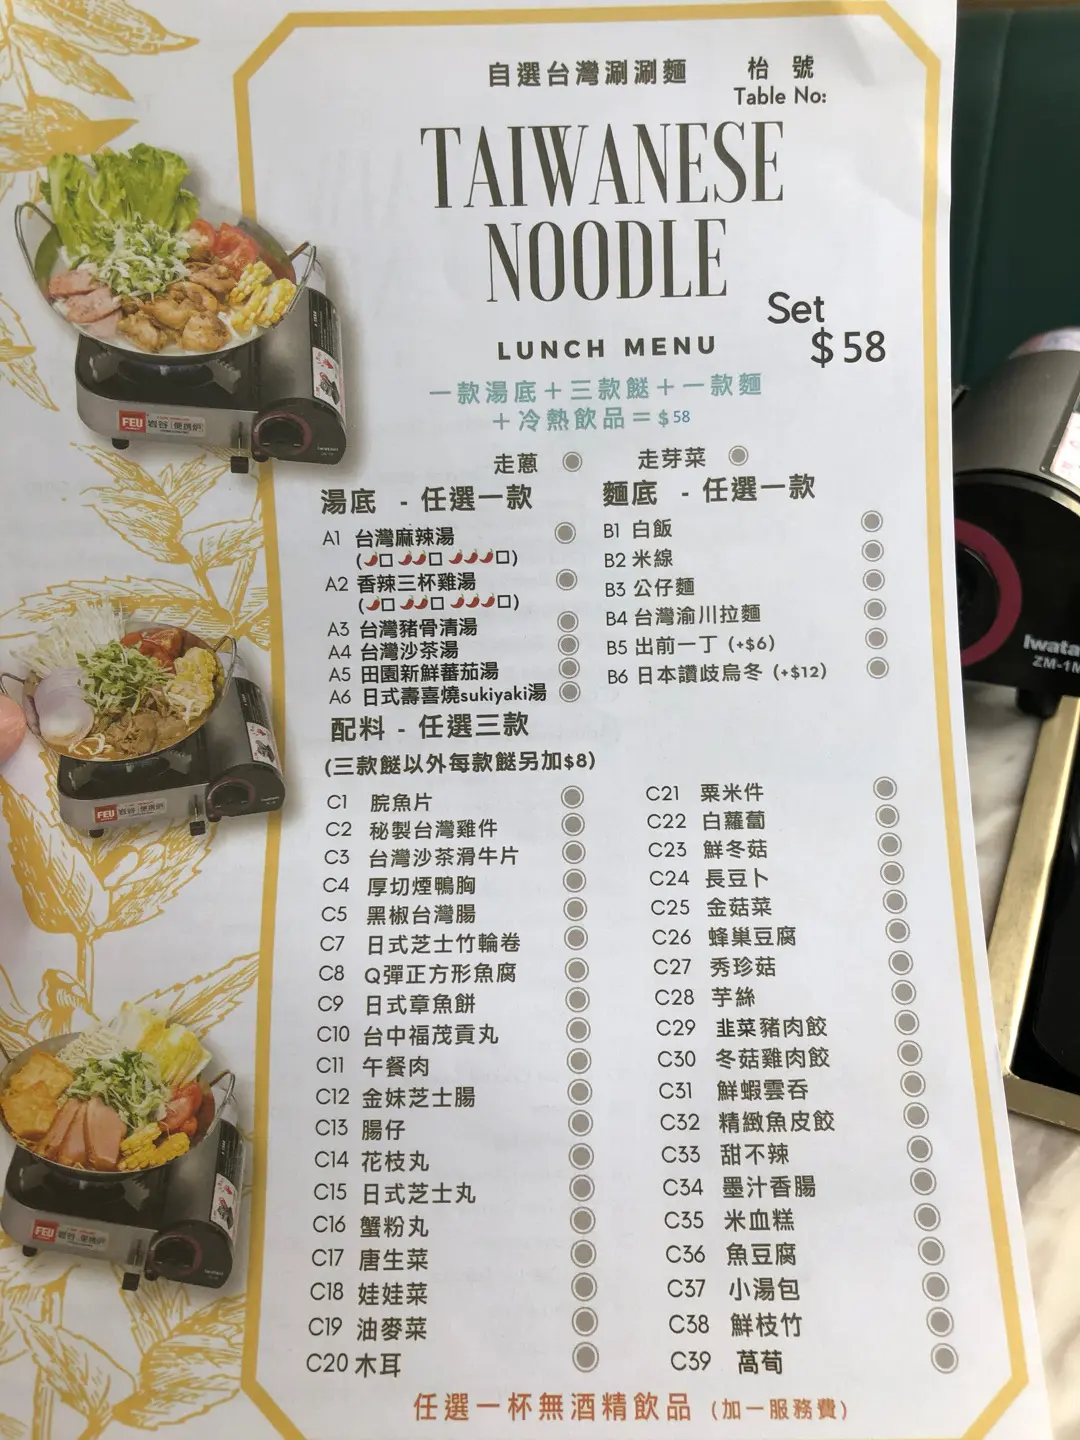 自選台灣涮涮麵
枱號
Table No:
TAIWANESE
NOODLE
Set
$58
LUNCH MENU
一款湯底＋三款餸＋一款麵
＋冷熱飲品＝$58
走蔥
走芽菜
湯底 - 任選一款
A1 台灣麻辣湯
(🌶□ 🌶🌶□ 🌶🌶🌶□)
A2 香辣三杯雞湯
(🌶□ 🌶🌶□ 🌶🌶🌶□)
A3 台灣豬骨清湯
A4 台灣沙茶湯
A5 田園新鮮蕃茄湯
A6 日式壽喜燒sukiyaki湯
麵底 - 任選一款
B1 白飯
B2 米線
B3 公仔麵
B4 台灣渝川拉麵
B5 出前一丁 (+$6)
B6 日本讚歧烏冬 (+$12)
配料 - 任選三款
(三款餸以外每款餸另加$8)
C1 脘魚片
C2 秘製台灣雞件
C3 台灣沙茶滑牛片
C4 厚切煙鴨胸
C5 黑椒台灣腸
C7 日式芝士竹輪卷
C8 Q彈正方形魚腐
C9 日式章魚餅
C10 台中福茂貢丸
C11 午餐肉
C12 金妹芝士腸
C13 腸仔
C14 花枝丸
C15 日式芝士丸
C16 蟹粉丸
C17 唐生菜
C18 娃娃菜
C19 油麥菜
C20 木耳
C21 粟米件
C22 白蘿蔔
C23 鮮冬菇
C24 長豆卜
C25 金菇菜
C26 蜂巢豆腐
C27 秀珍菇
C28 芋絲
C29 韭菜豬肉餃
C30 冬菇雞肉餃
C31 鮮蝦雲吞
C32 精緻魚皮餃
C33 甜不辣
C34 墨汁香腸
C35 米血糕
C36 魚豆腐
C37 小湯包
C38 鮮枝竹
C39 萵荀
任選一杯無酒精飲品 (加一服務費)
FEU 岩谷
FEU 岩谷
FEU 岩谷
Iwata
ZM-1M